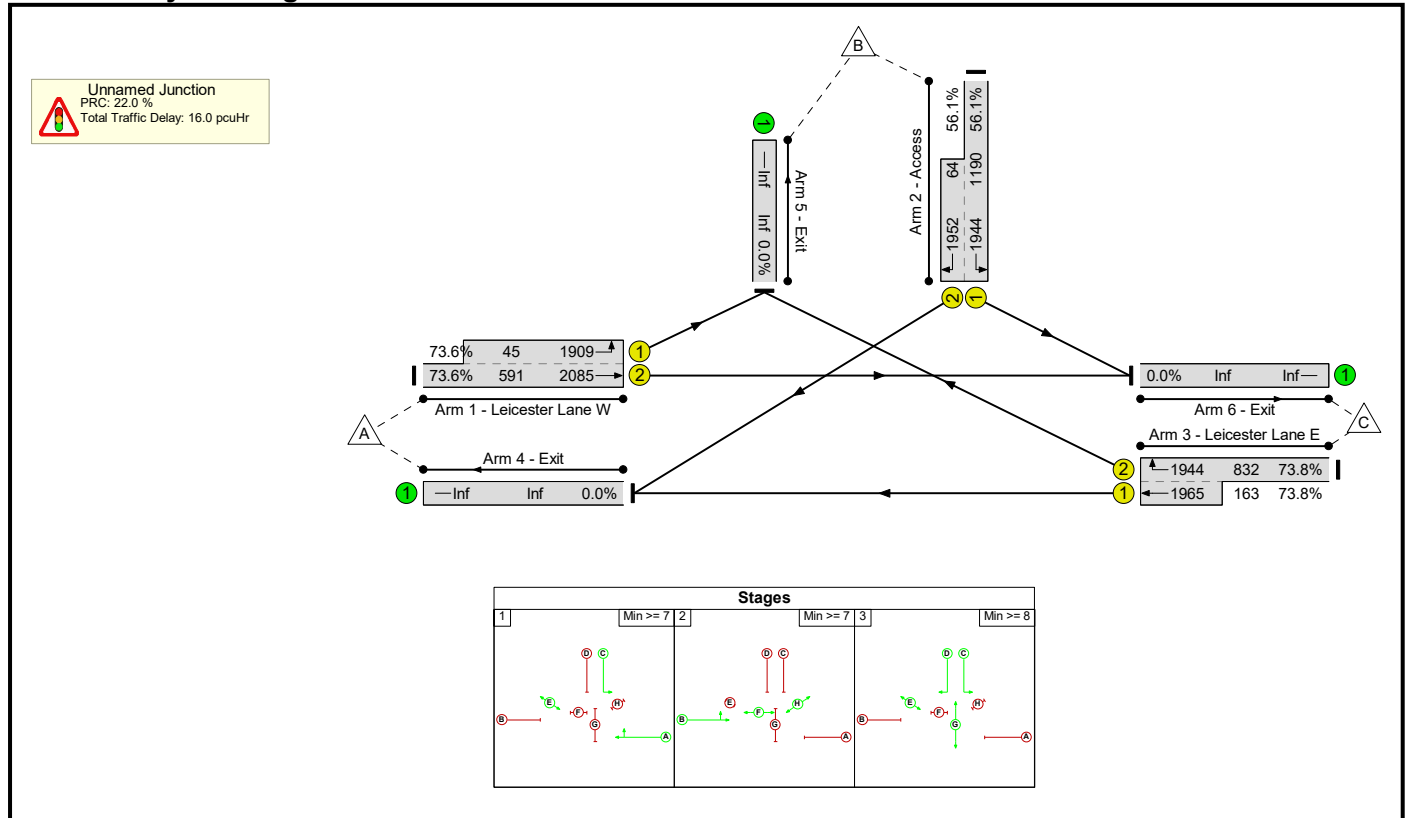 Unnamed Junction
PRC: 22.0 %
Total Traffic Delay: 16.0 pcuHr
B
1
Inf
Inf 0.0%
Arm 5 - Exit
Arm 2 - Access
56.1% 56.1%
64 1190
1952 1944
2 1
73.6% 45 1909 1
73.6% 591 2085 2
Arm 1 - Leicester Lane W
A
Arm 4 - Exit
1 Inf Inf 0.0%
0.0% Inf Inf 1
Arm 6 - Exit
C
Arm 3 - Leicester Lane E
2 1944 832 73.8%
1 1965 163 73.8%
Stages
1 Min >= 7 2 Min >= 7 3 Min >= 8
D C D C D C
E F H G B A
E F H G B A
E F H G B A